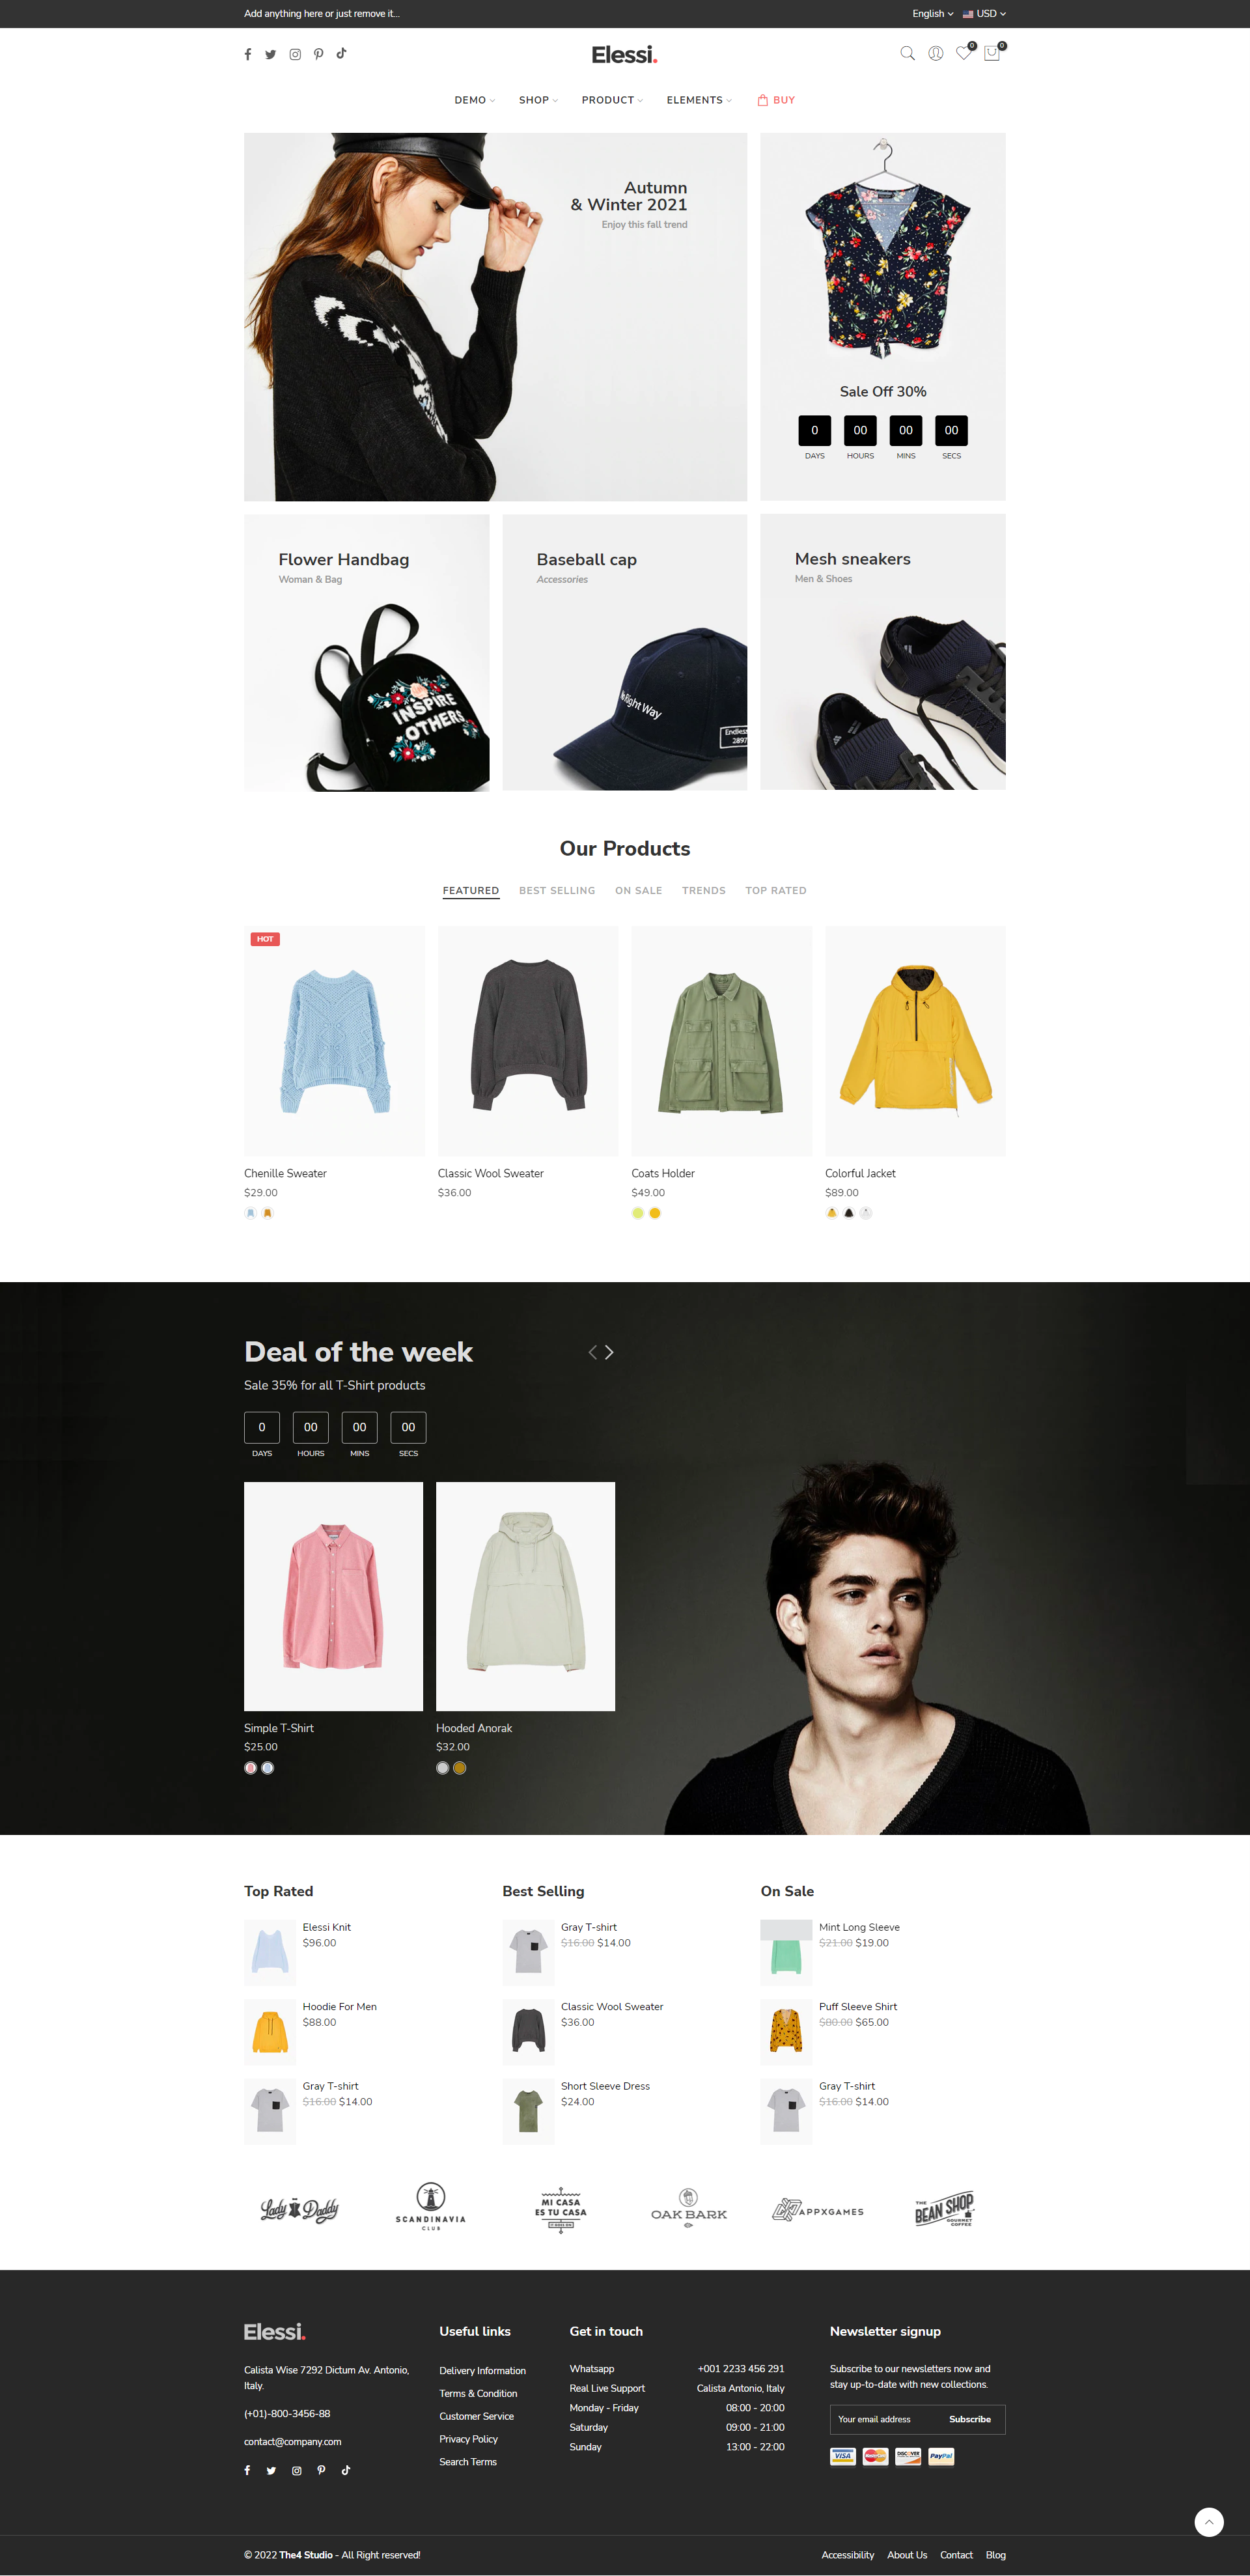 Add anything here or just remove it...
English USD
Elessi.
0 0
DEMO SHOP PRODUCT ELEMENTS BUY
Autumn
& Winter 2021
Enjoy this fall trend
Sale Off 30%
0 00 00 00
DAYS HOURS MINS SECS
Flower Handbag
Woman & Bag
INSPIRE
OTHERS
Baseball cap
Accessories
Right Way
Endless
2897
Mesh sneakers
Men & Shoes
Our Products
FEATURED BEST SELLING ON SALE TRENDS TOP RATED
HOT
Chenille Sweater
$29.00
Classic Wool Sweater
$36.00
Coats Holder
$49.00
Colorful Jacket
$89.00
Deal of the week
Sale 35% for all T-Shirt products
0 00 00 00
DAYS HOURS MINS SECS
Simple T-Shirt
$25.00
Hooded Anorak
$32.00
Top Rated
Elessi Knit
$96.00
Hoodie For Men
$88.00
Gray T-shirt
$16.00 $14.00
Best Selling
Gray T-shirt
$16.00 $14.00
Classic Wool Sweater
$36.00
Short Sleeve Dress
$24.00
On Sale
Mint Long Sleeve
$21.00 $19.00
Puff Sleeve Shirt
$80.00 $65.00
Gray T-shirt
$16.00 $14.00
Lady Daddy
SCANDINAVIA
CLUB
MI CASA
ES TU CASA
OAK BARK
APPXGAMES
THE
BEAN SHOP
GOURMET
COFFEE
Elessi.
Calista Wise 7292 Dictum Av. Antonio,
Italy.
(+01)-800-3456-88
contact@company.com
Useful links
Delivery Information
Terms & Condition
Customer Service
Privacy Policy
Search Terms
Get in touch
Whatsapp +001 2233 456 291
Real Live Support Calista Antonio, Italy
Monday - Friday 08:00 - 20:00
Saturday 09:00 - 21:00
Sunday 13:00 - 22:00
Newsletter signup
Subscribe to our newsletters now and
stay up-to-date with new collections.
Your email address Subscribe
VISA MasterCard DISCOVER PayPal
© 2022 The4 Studio - All Right reserved!
Accessibility About Us Contact Blog